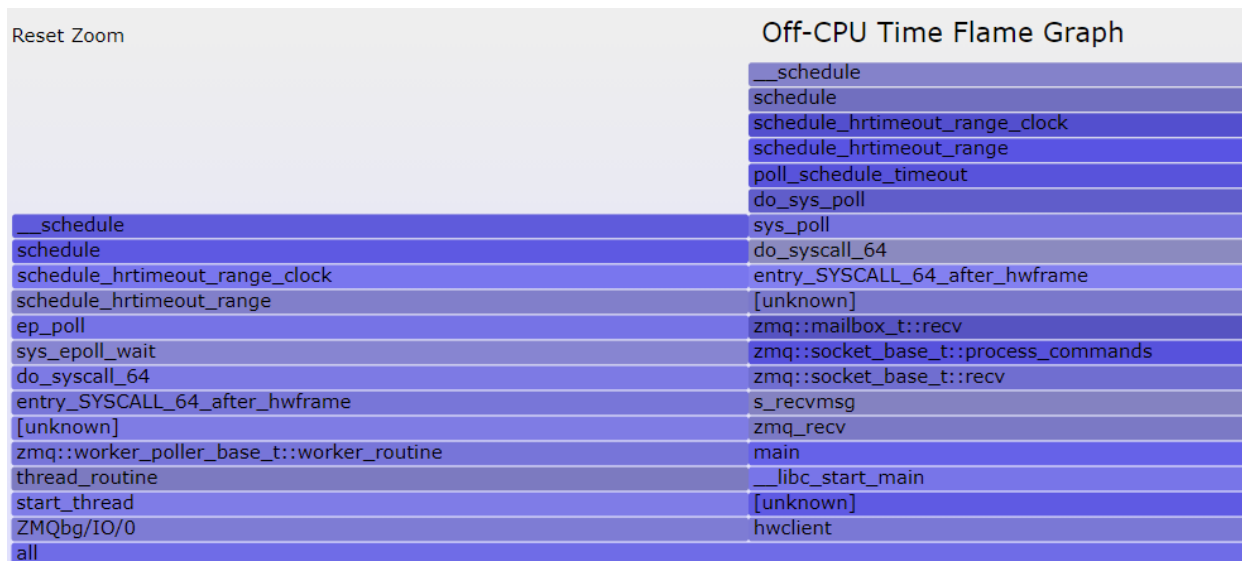 Reset Zoom
Off-CPU Time Flame Graph
__schedule
schedule
schedule_hrtimeout_range_clock
schedule_hrtimeout_range
poll_schedule_timeout
do_sys_poll
__schedule
sys_poll
schedule
do_syscall_64
schedule_hrtimeout_range_clock
entry_SYSCALL_64_after_hwframe
schedule_hrtimeout_range
[unknown]
ep_poll
zmq::mailbox_t::recv
sys_epoll_wait
zmq::socket_base_t::process_commands
do_syscall_64
zmq::socket_base_t::recv
entry_SYSCALL_64_after_hwframe
s_recvmsg
[unknown]
zmq_recv
zmq::worker_poller_base_t::worker_routine
main
thread_routine
__libc_start_main
start_thread
[unknown]
ZMQbg/IO/0
hwclient
all